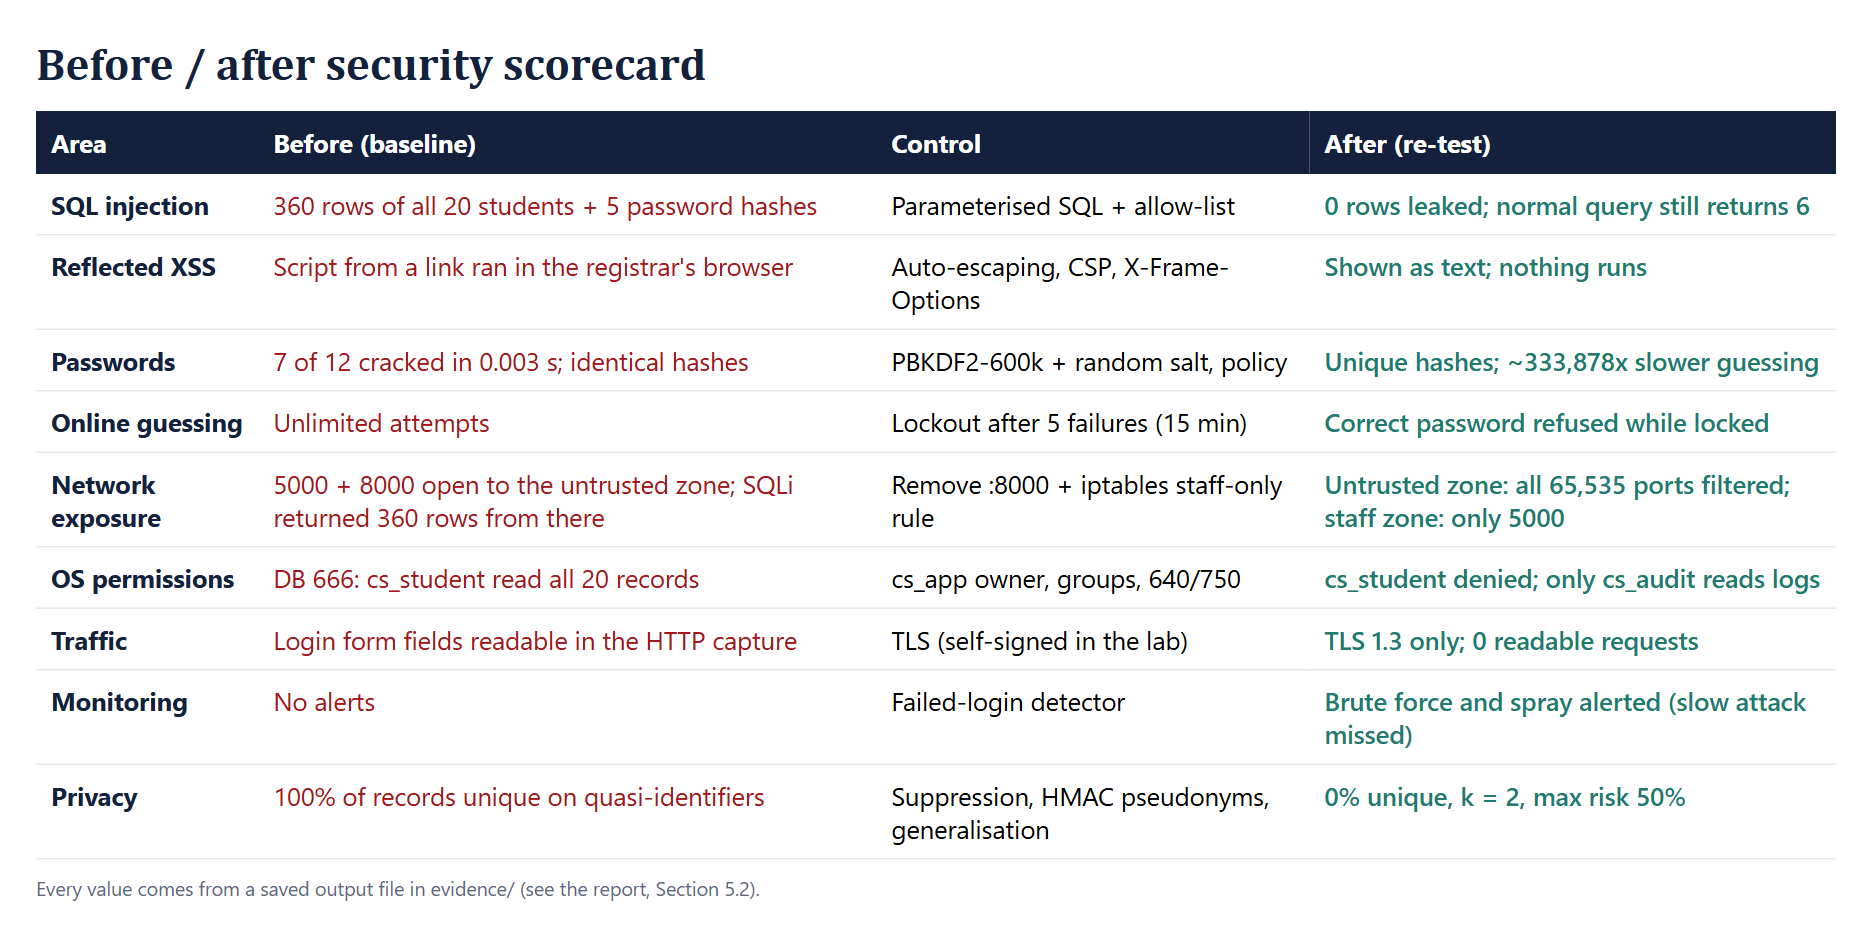 Before / after security scorecard
Area Before (baseline) Control After (re-test)
SQL injection 360 rows of all 20 students + 5 password hashes Parameterised SQL + allow-list 0 rows leaked; normal query still returns 6
Reflected XSS Script from a link ran in the registrar's browser Auto-escaping, CSP, X-Frame- Shown as text; nothing runs
Options
Passwords 7 of 12 cracked in 0.003 s; identical hashes PBKDF2-600k + random salt, policy Unique hashes; ~333,878x slower guessing
Online guessing Unlimited attempts Lockout after 5 failures (15 min) Correct password refused while locked
Network 5000 + 8000 open to the untrusted zone; SQLi Remove :8000 + iptables staff-only Untrusted zone: all 65,535 ports filtered;
exposure returned 360 rows from there rule staff zone: only 5000
OS permissions DB 666: cs_student read all 20 records cs_app owner, groups, 640/750 cs_student denied; only cs_audit reads logs
Traffic Login form fields readable in the HTTP capture TLS (self-signed in the lab) TLS 1.3 only; 0 readable requests
Monitoring No alerts Failed-login detector Brute force and spray alerted (slow attack
missed)
Privacy 100% of records unique on quasi-identifiers Suppression, HMAC pseudonyms, 0% unique, k = 2, max risk 50%
generalisation
Every value comes from a saved output file in evidence/ (see the report, Section 5.2).